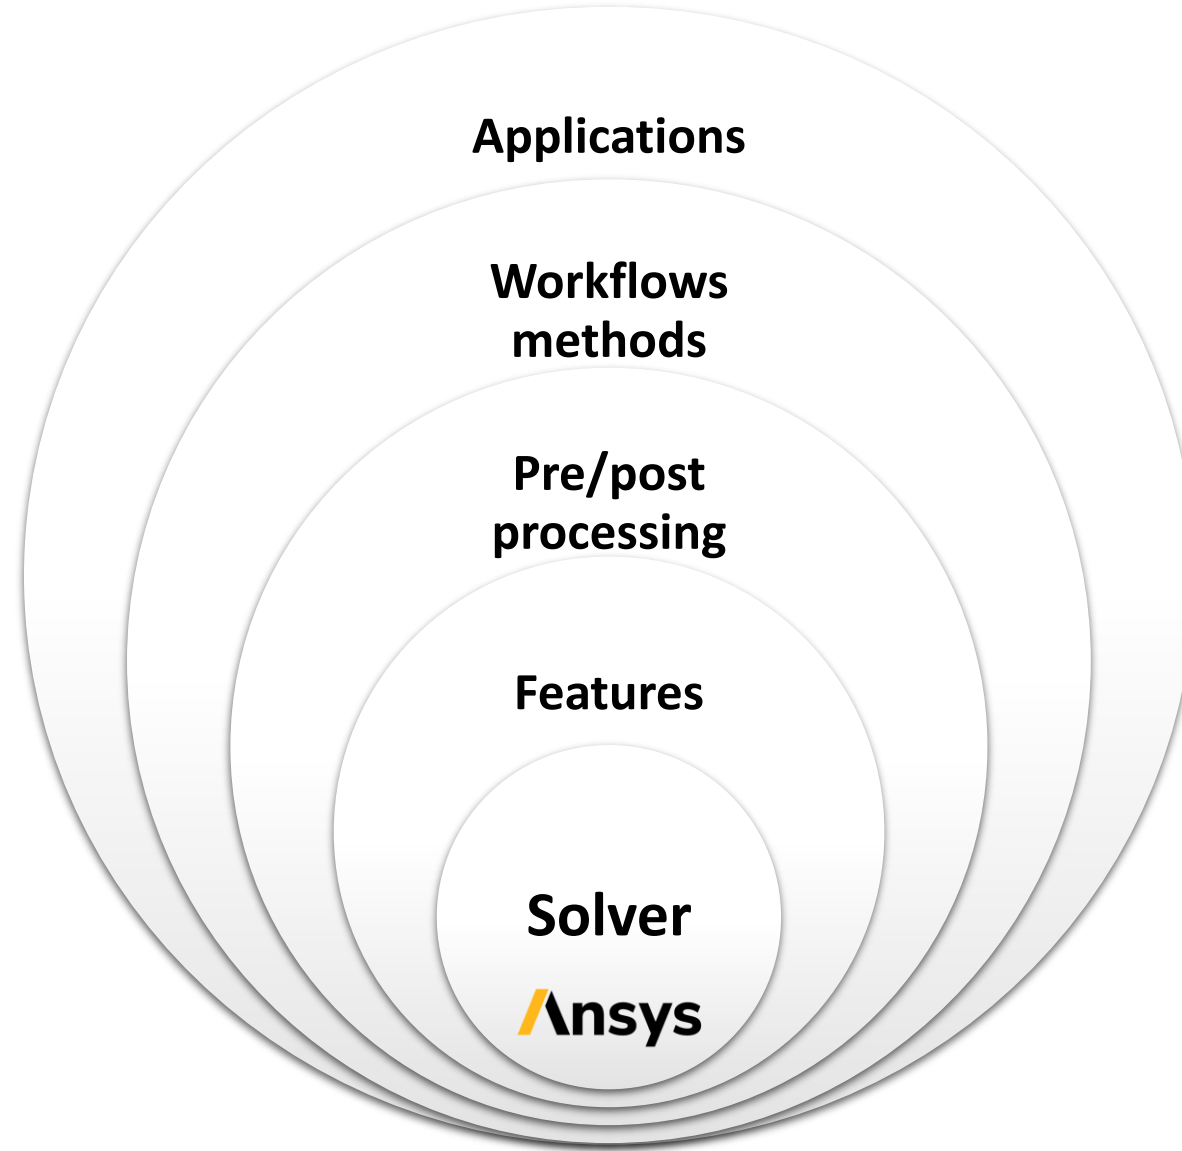 Applications
Workflows
methods
Pre/post
processing
Features
Solver
Ansys